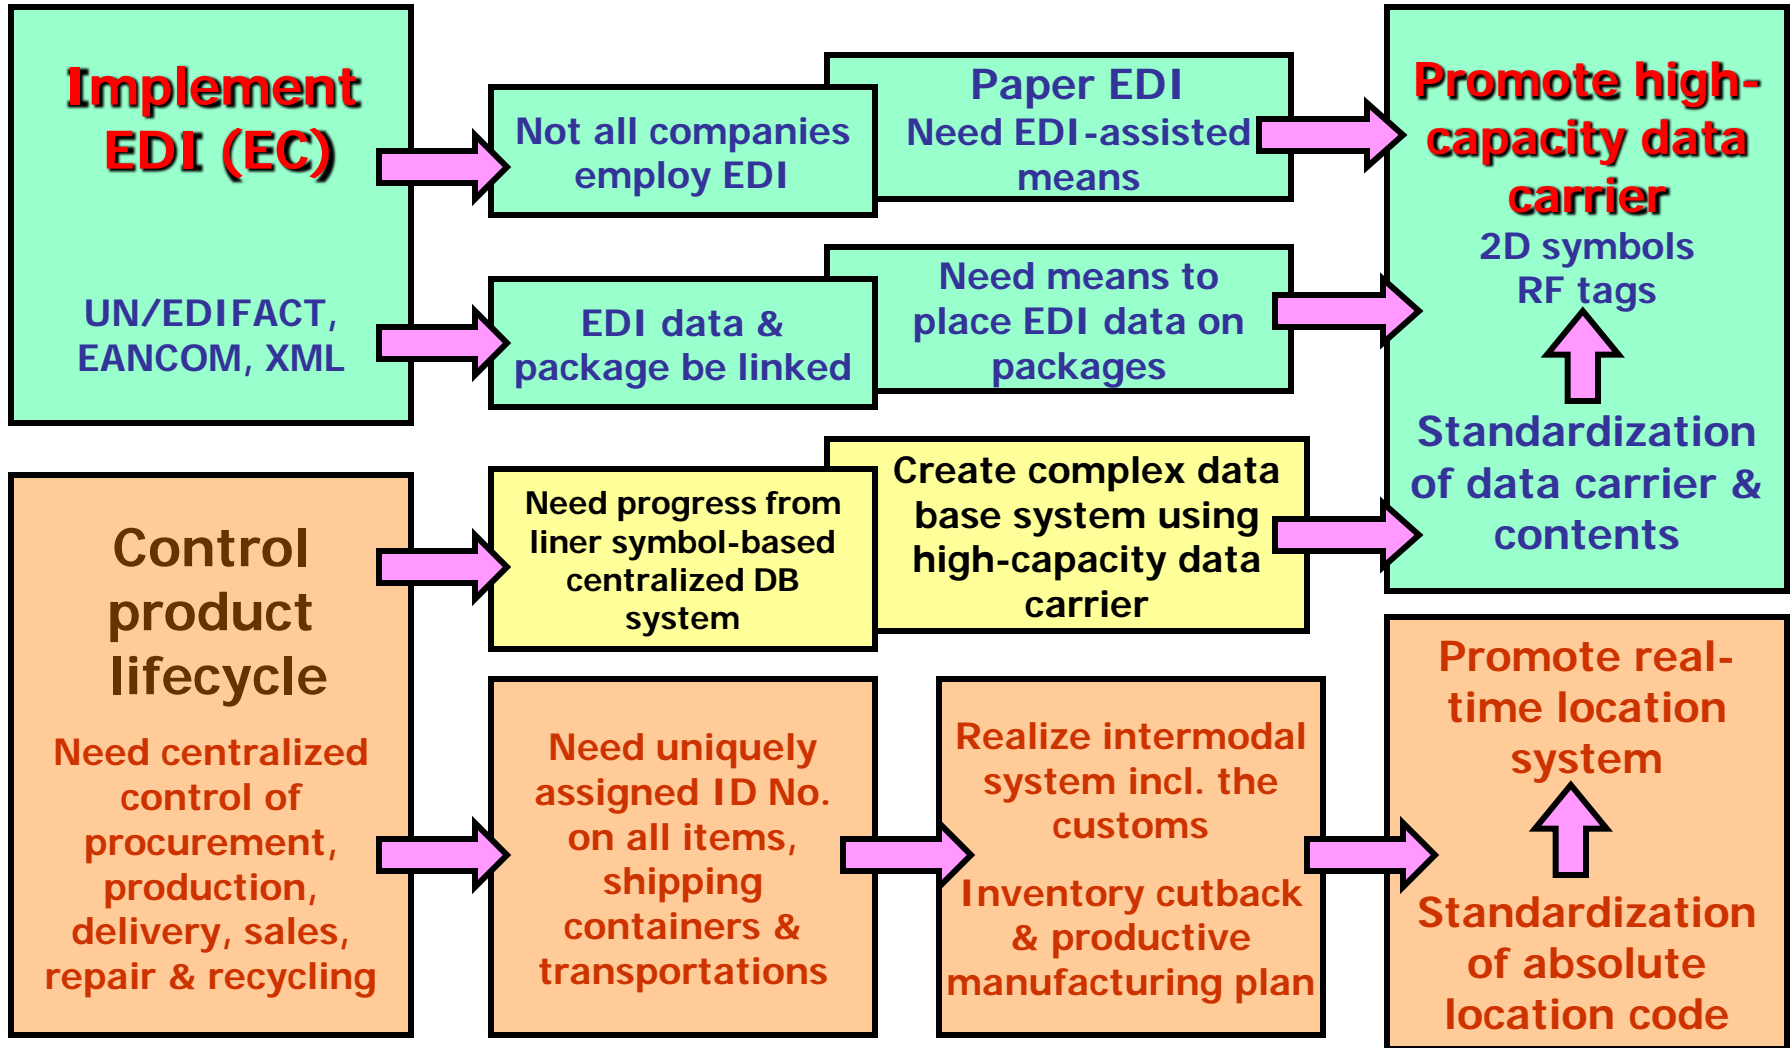 Implement
EDI (EC)
UN/EDIFACT,
EANCOM, XML
Not all companies
employ EDI
Paper EDI
Need EDI-assisted
means
EDI data &
package be linked
Need means to
place EDI data on
packages
Promote high-
capacity data
carrier
2D symbols
RF tags
Standardization
of data carrier &
contents
Control
product
lifecycle
Need centralized
control of
procurement,
production,
delivery, sales,
repair & recycling
Need progress from
liner symbol-based
centralized DB
system
Create complex data
base system using
high-capacity data
carrier
Need uniquely
assigned ID No.
on all items,
shipping
containers &
transportations
Realize intermodal
system incl. the
customs
Inventory cutback
& productive
manufacturing plan
Promote real-
time location
system
Standardization
of absolute
location code